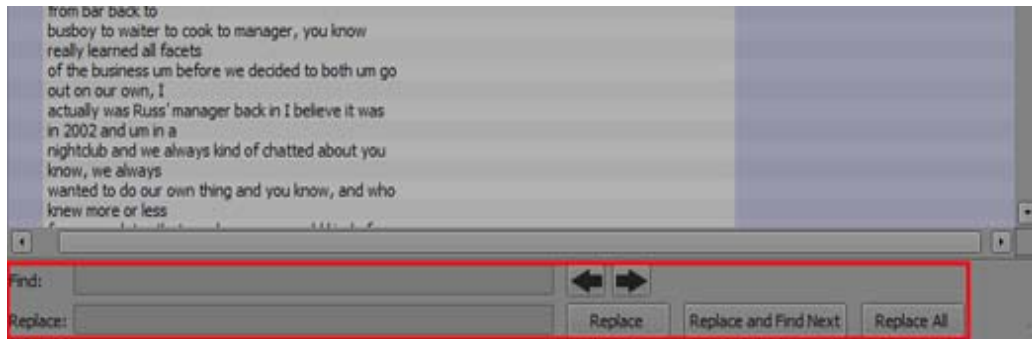 from bar back to
busboy to waiter to cook to manager, you know
really learned all facets
of the business um before we decided to both um go
out on our own, I
actually was Russ' manager back in I believe it was
in 2002 and um in a
nightclub and we always kind of chatted about you
know, we always
wanted to do our own thing and you know, and who
knew more or less
Find:
Replace: Replace Replace and Find Next Replace All